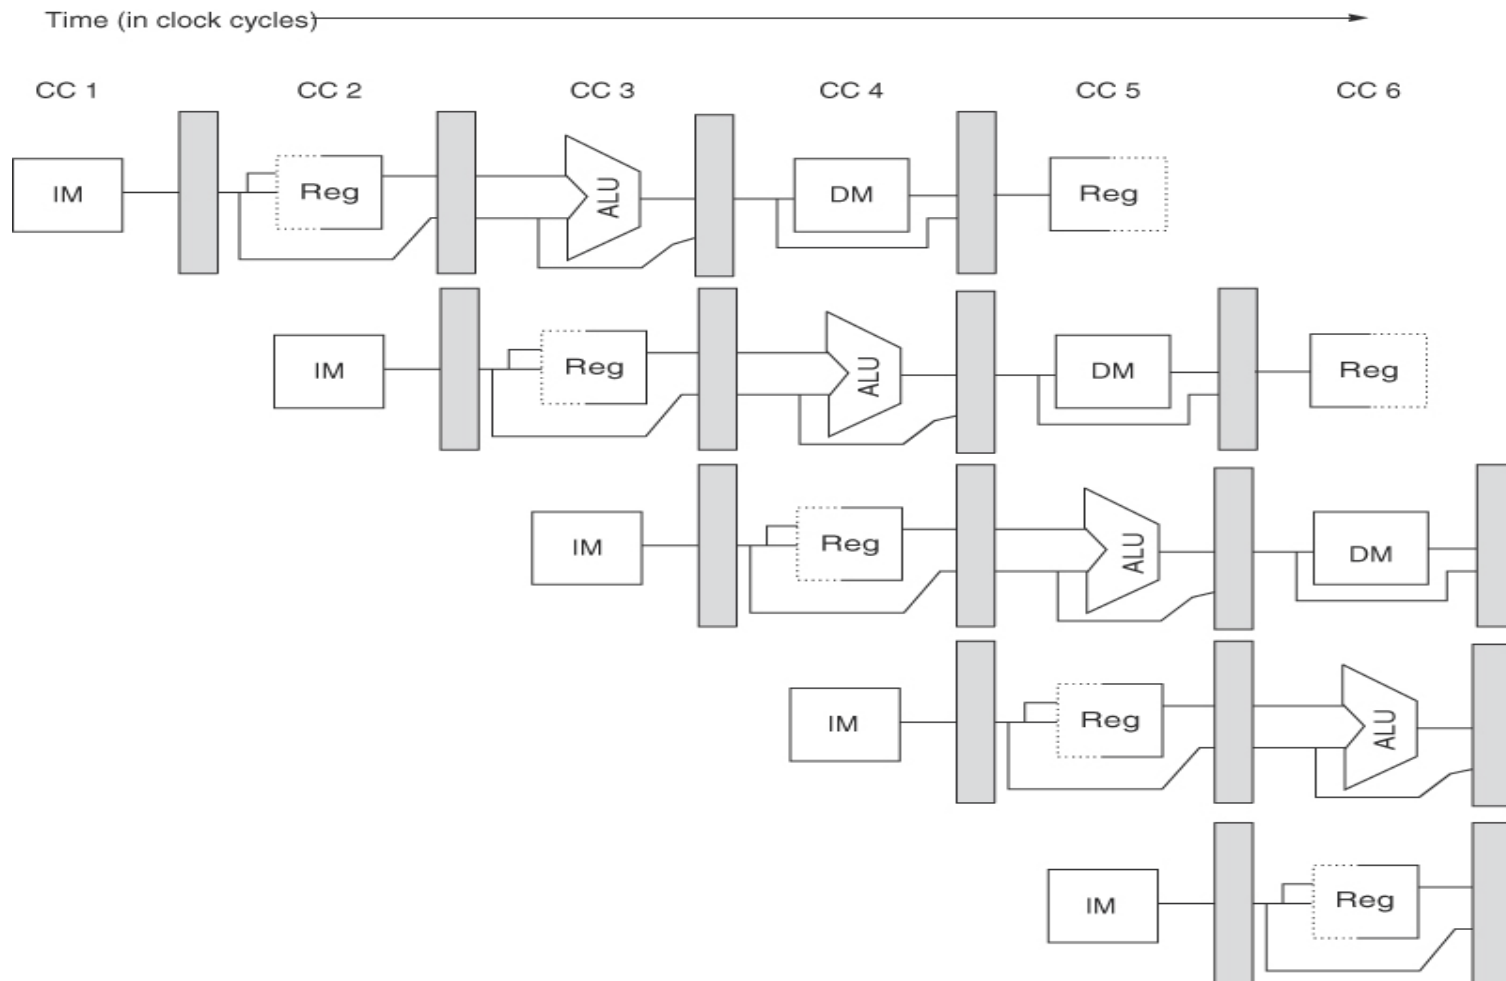 Time (in clock cycles)
CC 1 CC 2 CC 3 CC 4 CC 5 CC 6
IM Reg ALU DM Reg
IM Reg ALU DM Reg
IM Reg ALU DM
IM Reg ALU
IM Reg